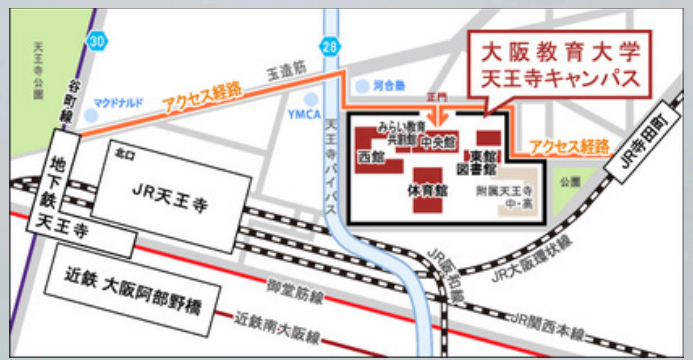 天王寺公園
30
谷町線
マクドナルド
アクセス経路
玉造筋
28
YMCA
河合塾
天王寺バイパス
大阪教育大学
天王寺キャンパス
正門
みらい教育
共創館
中央館
西館
東館
図書館
体育館
附属天王寺
中・高
アクセス経路
公園
JR寺田町
地下鉄
天王寺
北口
JR天王寺
近鉄 大阪阿部野橋
御堂筋線
近鉄南大阪線
JR阪和線
JR大阪環状線
JR関西本線